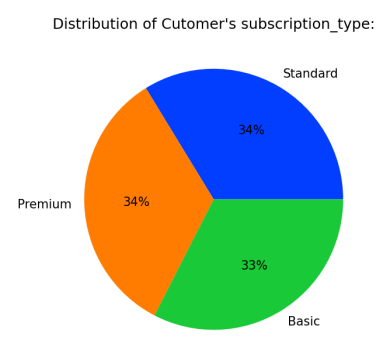 Distribution of Cutomer's subscription_type:
Standard
34%
Premium
34%
33%
Basic